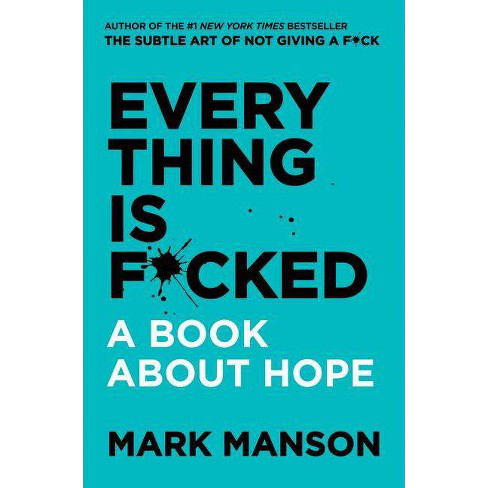 AUTHOR OF THE #1 NEW YORK TIMES BESTSELLER
THE SUBTLE ART OF NOT GIVING A F*CK
EVERY
THING
IS
F*CKED
A BOOK
ABOUT HOPE
MARK MANSON